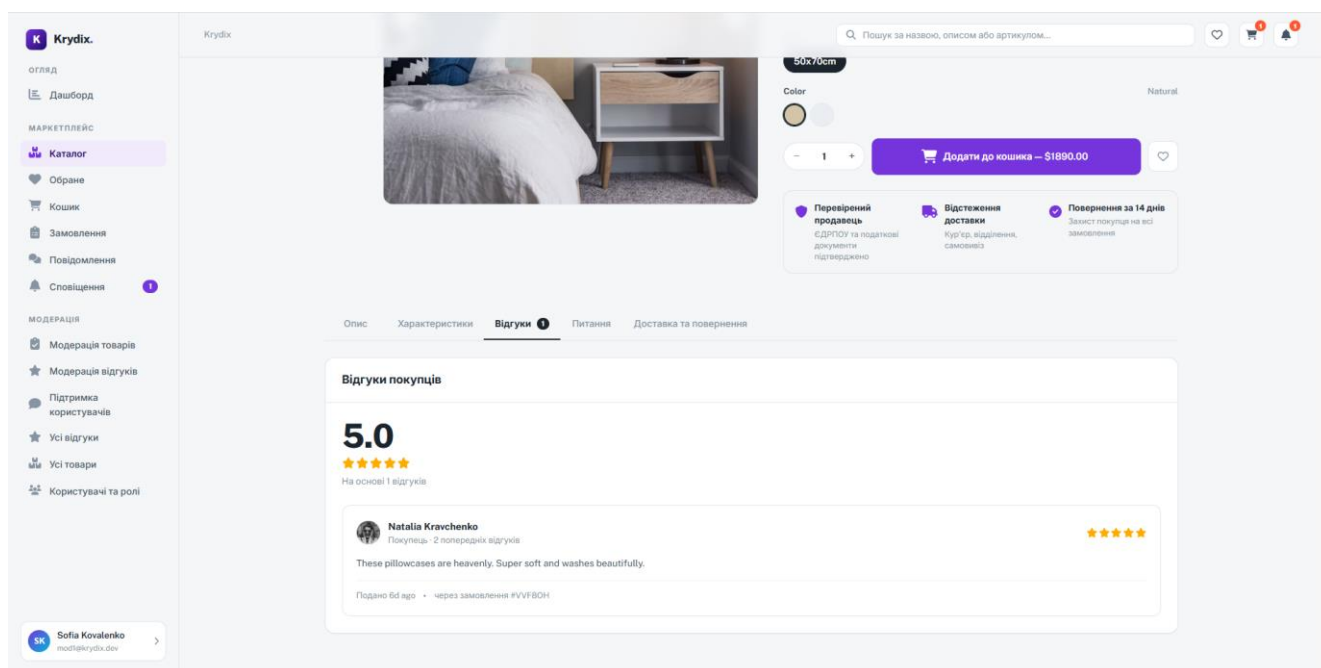 K Krydix.
ОГЛЯД
Дашборд
МАРКЕТПЛЕЙС
Каталог
Обране
Кошик
Замовлення
Повідомлення
Сповіщення 1
МОДЕРАЦІЯ
Модерація товарів
Модерація відгуків
Підтримка
користувачів
Усі відгуки
Усі товари
Користувачі та ролі
SK Sofia Kovalenko
mod1@krydix.dev
Krydix
Пошук за назвою, описом або артикулом...
1
1
50x70cm
Color Natural
− 1 +
Додати до кошика — $1890.00
Перевірений
продавець
ЄДРПОУ та податкові
документи
підтверджено
Відстеження
доставки
Кур'єр, відділення,
самовивіз
Повернення за 14 днів
Захист покупця на всі
замовлення
Опис Характеристики Відгуки 1 Питання Доставка та повернення
Відгуки покупців
5.0
На основі 1 відгуків
Natalia Kravchenko
Покупець · 2 попередніх відгуків
These pillowcases are heavenly. Super soft and washes beautifully.
Подано 6d ago • через замовлення #VVFBOH